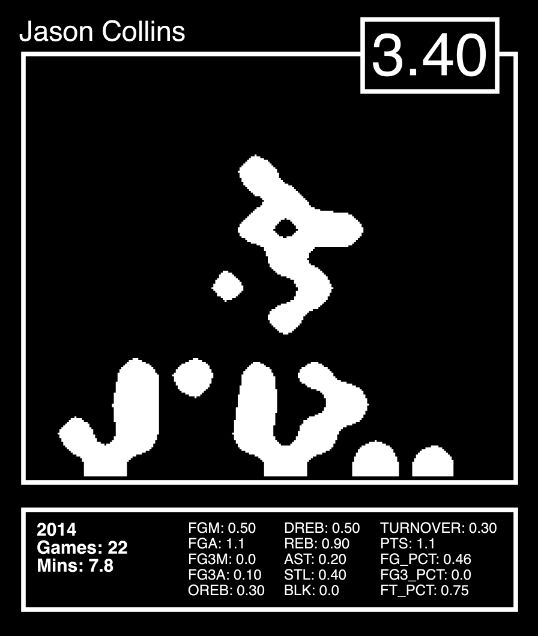 Jason Collins
3.40
2014
Games: 22
Mins: 7.8
FGM: 0.50
FGA: 1.1
FG3M: 0.0
FG3A: 0.10
OREB: 0.30
DREB: 0.50
REB: 0.90
AST: 0.20
STL: 0.40
BLK: 0.0
TURNOVER: 0.30
PTS: 1.1
FG_PCT: 0.46
FG3_PCT: 0.0
FT_PCT: 0.75